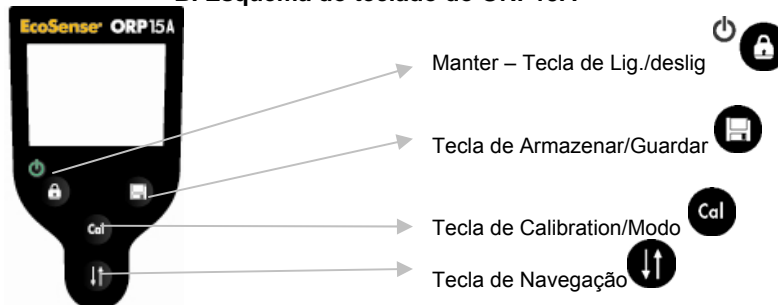 EcoSense® ORP15A
Manter – Tecla de Lig./deslig
Tecla de Armazenar/Guardar
Cal
Tecla de Calibration/Modo Cal
Tecla de Navegação